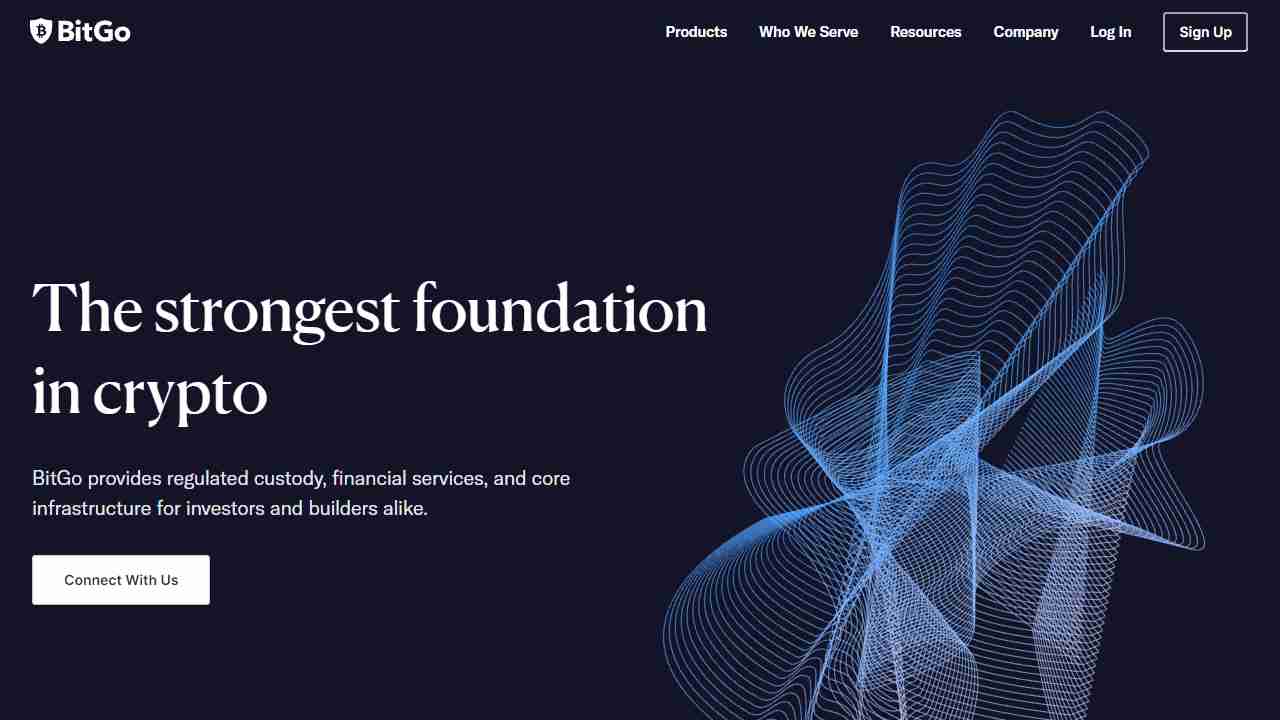 BitGo
Products
Who We Serve
Resources
Company
Log In
Sign Up
The strongest foundation
in crypto
BitGo provides regulated custody, financial services, and core
infrastructure for investors and builders alike.
Connect With Us